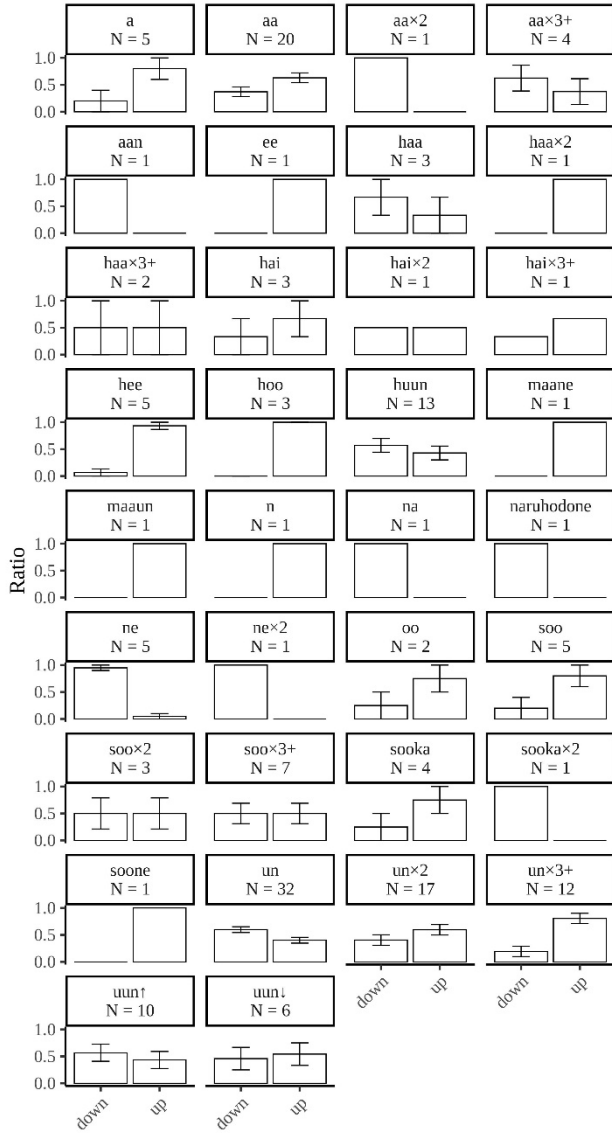 a
N = 5
aa
N = 20
aa×2
N = 1
aa×3+
N = 4
1.0
0.5
0.0
aan
N = 1
ee
N = 1
haa
N = 3
haa×2
N = 1
1.0
0.5
0.0
haa×3+
N = 2
hai
N = 3
hai×2
N = 1
hai×3+
N = 1
1.0
0.5
0.0
hee
N = 5
hoo
N = 3
huun
N = 13
maane
N = 1
1.0
0.5
0.0
maaun
N = 1
n
N = 1
na
N = 1
naruhodone
N = 1
1.0
0.5
0.0
Ratio
ne
N = 5
ne×2
N = 1
oo
N = 2
soo
N = 5
1.0
0.5
0.0
soo×2
N = 3
soo×3+
N = 7
sooka
N = 4
sooka×2
N = 1
1.0
0.5
0.0
soone
N = 1
un
N = 32
un×2
N = 17
un×3+
N = 12
1.0
0.5
0.0
down
up
down
up
uun↑
N = 10
uun↓
N = 6
1.0
0.5
0.0
down
up
down
up